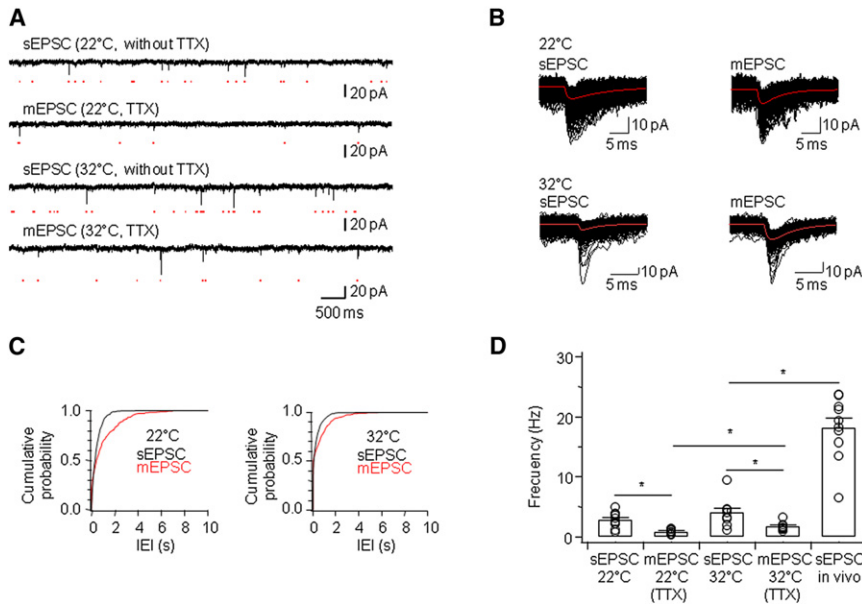 A
sEPSC (22°C, without TTX)
20 pA
mEPSC (22°C, TTX)
20 pA
sEPSC (32°C, without TTX)
20 pA
mEPSC (32°C, TTX)
20 pA
500 ms
B
22°C
sEPSC
mEPSC
10 pA
5 ms
10 pA
5 ms
32°C
sEPSC
mEPSC
10 pA
5 ms
10 pA
5 ms
C
Cumulative
probability
1.0
0.5
0.0
22°C
sEPSC
mEPSC
0 2 4 6 8 10
IEI (s)
Cumulative
probability
1.0
0.5
0.0
32°C
sEPSC
mEPSC
0 2 4 6 8 10
IEI (s)
D
Frecuency (Hz)
30
20
10
0
*
*
*
*
sEPSC mEPSC sEPSC mEPSC sEPSC
22°C 22°C 32°C 32°C in vivo
(TTX) (TTX)